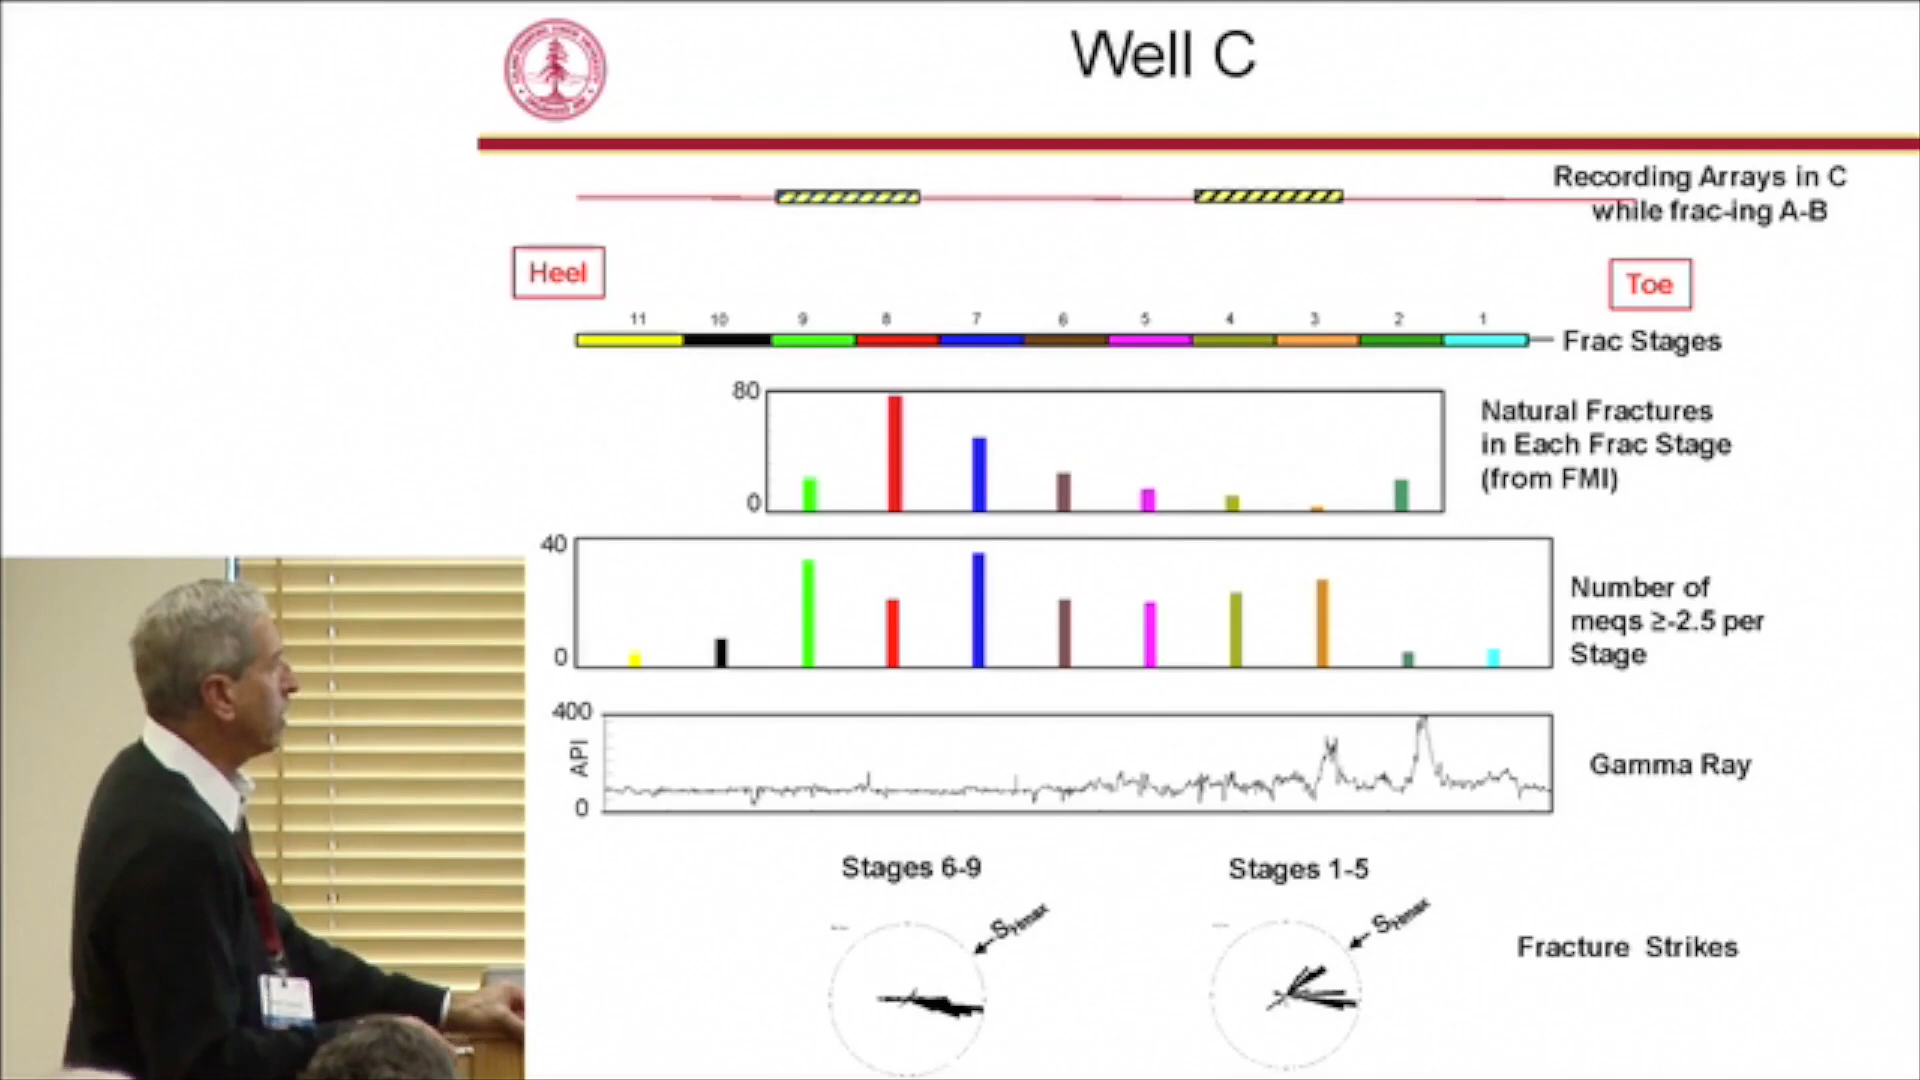 Well C
Recording Arrays in C
while frac-ing A-B
Heel
Toe
11 10 9 8 7 6 5 4 3 2 1
Frac Stages
80
0
Natural Fractures
in Each Frac Stage
(from FMI)
40
0
Number of
meqs ≥-2.5 per
Stage
400
API
0
Gamma Ray
Stages 6-9
Stages 1-5
SHmax
SHmax
Fracture Strikes